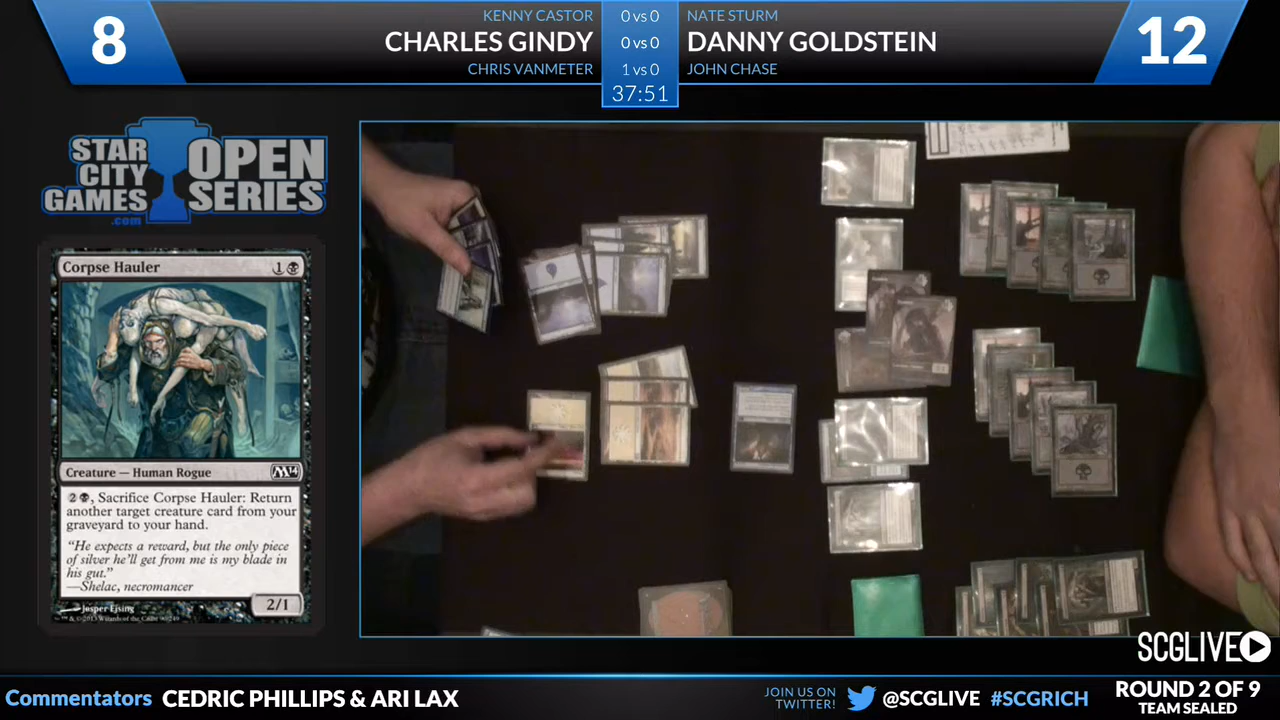 8
KENNY CASTOR 0 vs 0 NATE STURM
CHARLES GINDY 0 vs 0 DANNY GOLDSTEIN
CHRIS VANMETER 1 vs 0 JOHN CHASE
37:51
12
STAR
CITY
GAMES
.com
OPEN
SERIES
Corpse Hauler 1
Creature — Human Rogue M14
2, Sacrifice Corpse Hauler: Return
another target creature card from your
graveyard to your hand.
"He expects a reward, but the only piece
of silver he'll get from me is my blade in
his gut."
—Shelac, necromancer
2/1
SCGLIVE
Commentators CEDRIC PHILLIPS & ARI LAX
JOIN US ON
TWITTER!
@SCGLIVE #SCGRICH
ROUND 2 OF 9
TEAM SEALED